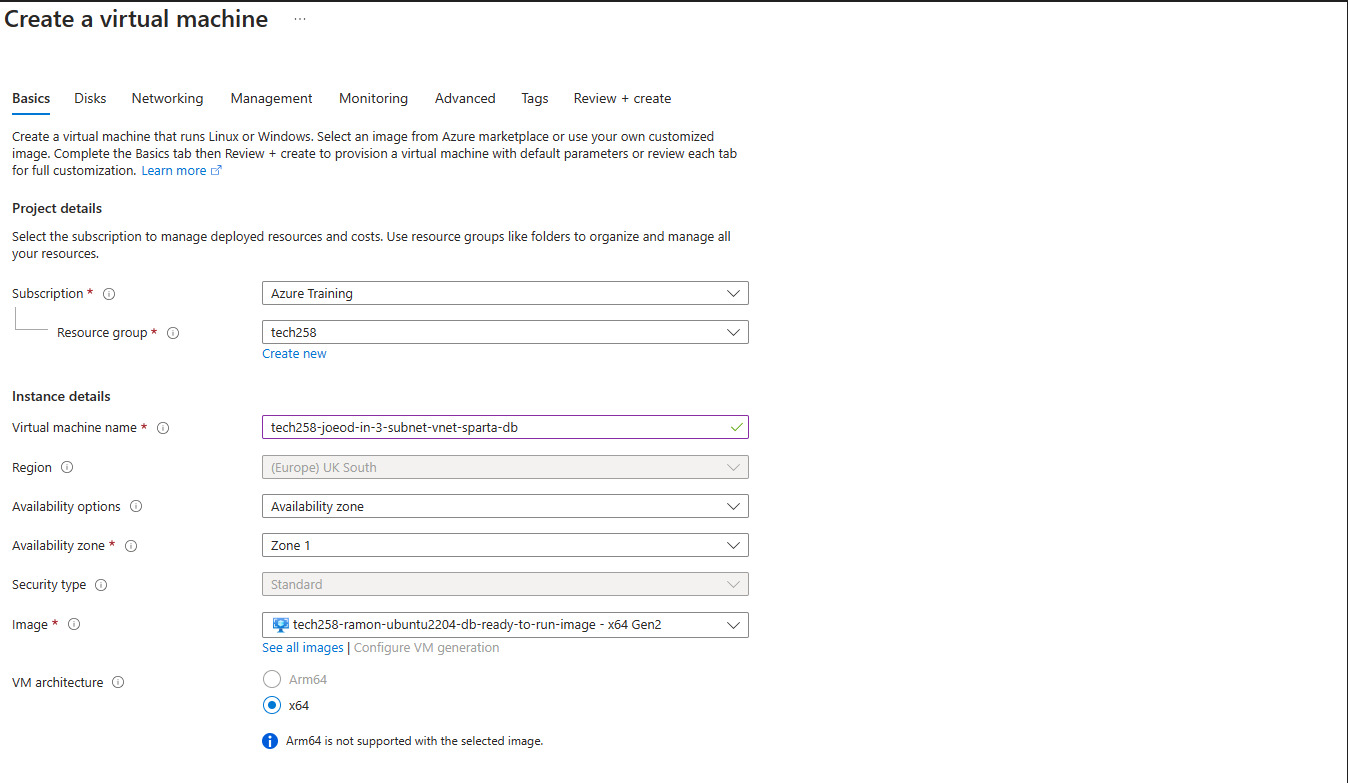 Create a virtual machine ...
Basics Disks Networking Management Monitoring Advanced Tags Review + create
Create a virtual machine that runs Linux or Windows. Select an image from Azure marketplace or use your own customized
image. Complete the Basics tab then Review + create to provision a virtual machine with default parameters or review each tab
for full customization. Learn more
Project details
Select the subscription to manage deployed resources and costs. Use resource groups like folders to organize and manage all
your resources.
Subscription * Azure Training
Resource group * tech258
Create new
Instance details
Virtual machine name * tech258-joeod-in-3-subnet-vnet-sparta-db
Region (Europe) UK South
Availability options Availability zone
Availability zone * Zone 1
Security type Standard
Image * tech258-ramon-ubuntu2204-db-ready-to-run-image - x64 Gen2
See all images | Configure VM generation
VM architecture Arm64
x64
Arm64 is not supported with the selected image.